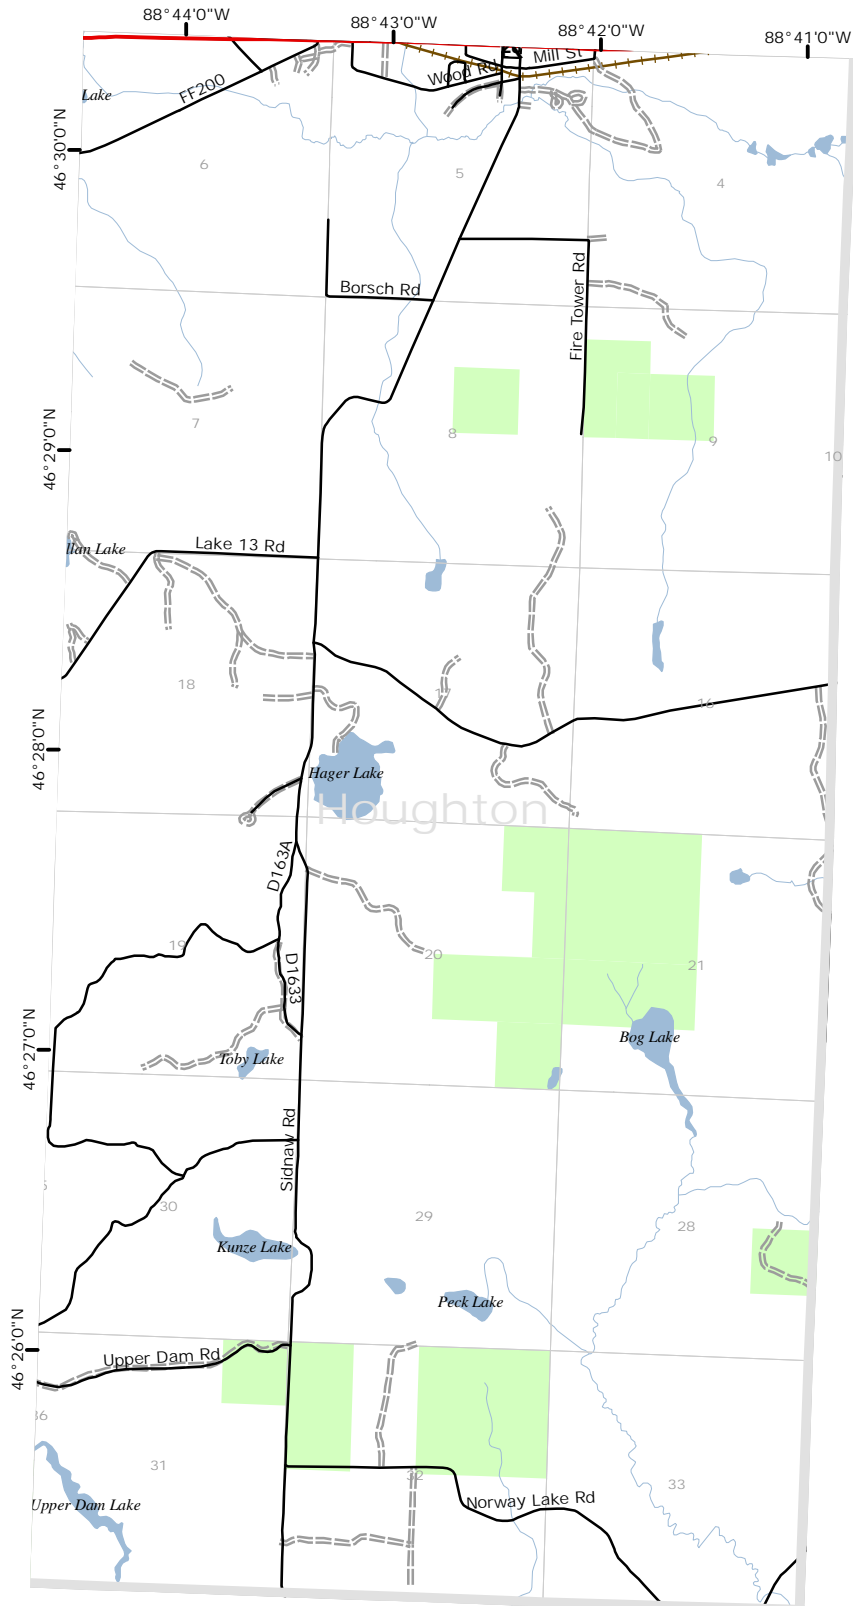 88°44'0"W
88°43'0"W
88°42'0"W
88°41'0"W
Mill St
Wood Rd
FF200
Lake
46°30'0"N
6
5
4
Borsch Rd
Fire Tower Rd
46°29'0"N
7
8
9
10
Lake 13 Rd
llan Lake
18
17
16
46°28'0"N
Hager Lake
Houghton
D163A
19
20
21
D1633
Bog Lake
46°27'0"N
Toby Lake
Sidnaw Rd
30
29
28
Kunze Lake
Peck Lake
46°26'0"N
Upper Dam Rd
36
31
32
33
Norway Lake Rd
Upper Dam Lake